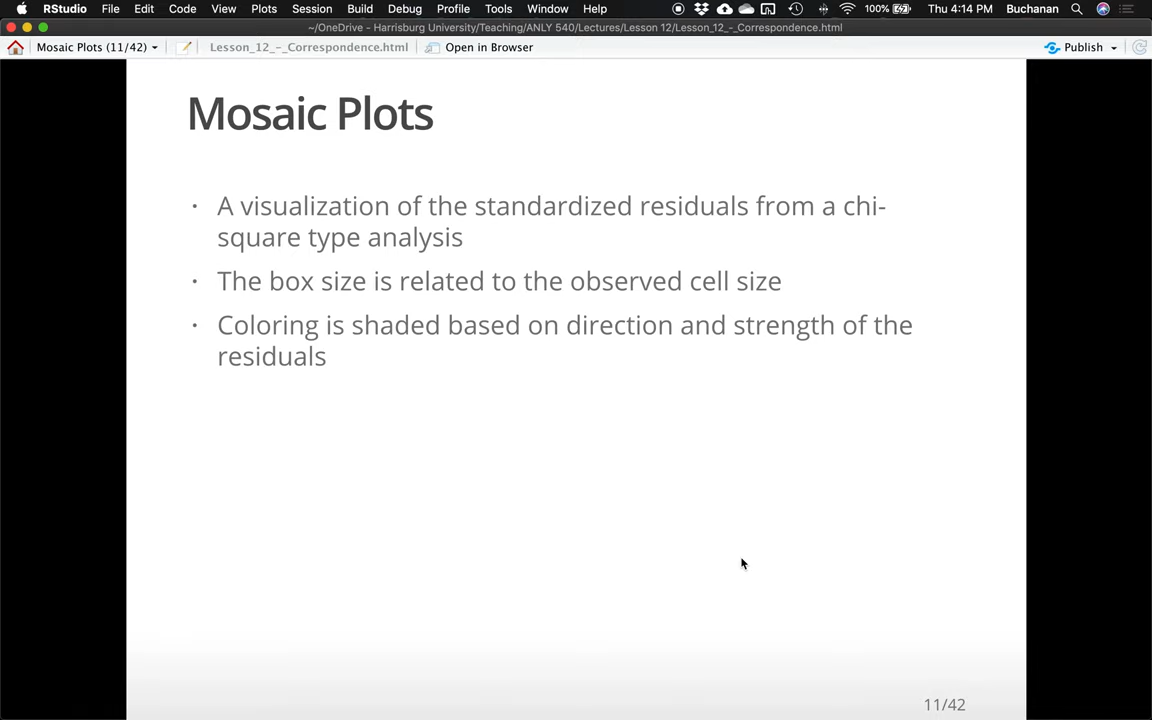 RStudio File Edit Code View Plots Session Build Debug Profile Tools Window Help 100% Thu 4:14 PM Buchanan
~/OneDrive - Harrisburg University/Teaching/ANLY 540/Lectures/Lesson 12/Lesson_12_-_Correspondence.html
Mosaic Plots (11/42) Lesson_12_-_Correspondence.html Open in Browser Publish
Mosaic Plots
• A visualization of the standardized residuals from a chi-
square type analysis
• The box size is related to the observed cell size
• Coloring is shaded based on direction and strength of the
residuals
11/42